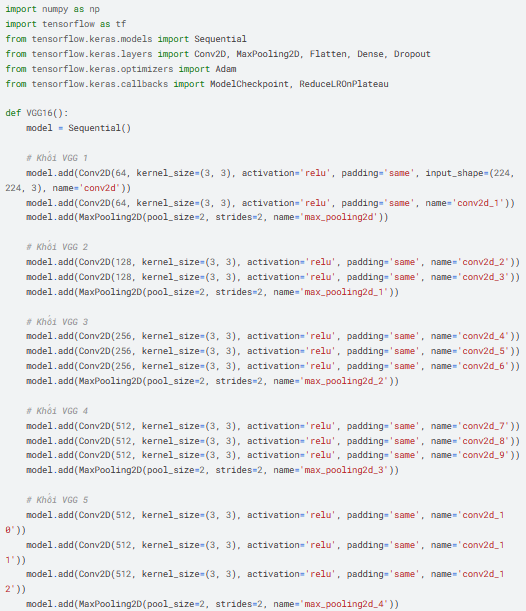 import numpy as np
import tensorflow as tf
from tensorflow.keras.models import Sequential
from tensorflow.keras.layers import Conv2D, MaxPooling2D, Flatten, Dense, Dropout
from tensorflow.keras.optimizers import Adam
from tensorflow.keras.callbacks import ModelCheckpoint, ReduceLROnPlateau

def VGG16():
    model = Sequential()

    # Khối VGG 1
    model.add(Conv2D(64, kernel_size=(3, 3), activation='relu', padding='same', input_shape=(224,
224, 3), name='conv2d'))
    model.add(Conv2D(64, kernel_size=(3, 3), activation='relu', padding='same', name='conv2d_1'))
    model.add(MaxPooling2D(pool_size=2, strides=2, name='max_pooling2d'))

    # Khối VGG 2
    model.add(Conv2D(128, kernel_size=(3, 3), activation='relu', padding='same', name='conv2d_2'))
    model.add(Conv2D(128, kernel_size=(3, 3), activation='relu', padding='same', name='conv2d_3'))
    model.add(MaxPooling2D(pool_size=2, strides=2, name='max_pooling2d_1'))

    # Khối VGG 3
    model.add(Conv2D(256, kernel_size=(3, 3), activation='relu', padding='same', name='conv2d_4'))
    model.add(Conv2D(256, kernel_size=(3, 3), activation='relu', padding='same', name='conv2d_5'))
    model.add(Conv2D(256, kernel_size=(3, 3), activation='relu', padding='same', name='conv2d_6'))
    model.add(MaxPooling2D(pool_size=2, strides=2, name='max_pooling2d_2'))

    # Khối VGG 4
    model.add(Conv2D(512, kernel_size=(3, 3), activation='relu', padding='same', name='conv2d_7'))
    model.add(Conv2D(512, kernel_size=(3, 3), activation='relu', padding='same', name='conv2d_8'))
    model.add(Conv2D(512, kernel_size=(3, 3), activation='relu', padding='same', name='conv2d_9'))
    model.add(MaxPooling2D(pool_size=2, strides=2, name='max_pooling2d_3'))

    # Khối VGG 5
    model.add(Conv2D(512, kernel_size=(3, 3), activation='relu', padding='same', name='conv2d_1
0'))
    model.add(Conv2D(512, kernel_size=(3, 3), activation='relu', padding='same', name='conv2d_1
1'))
    model.add(Conv2D(512, kernel_size=(3, 3), activation='relu', padding='same', name='conv2d_1
2'))
    model.add(MaxPooling2D(pool_size=2, strides=2, name='max_pooling2d_4'))